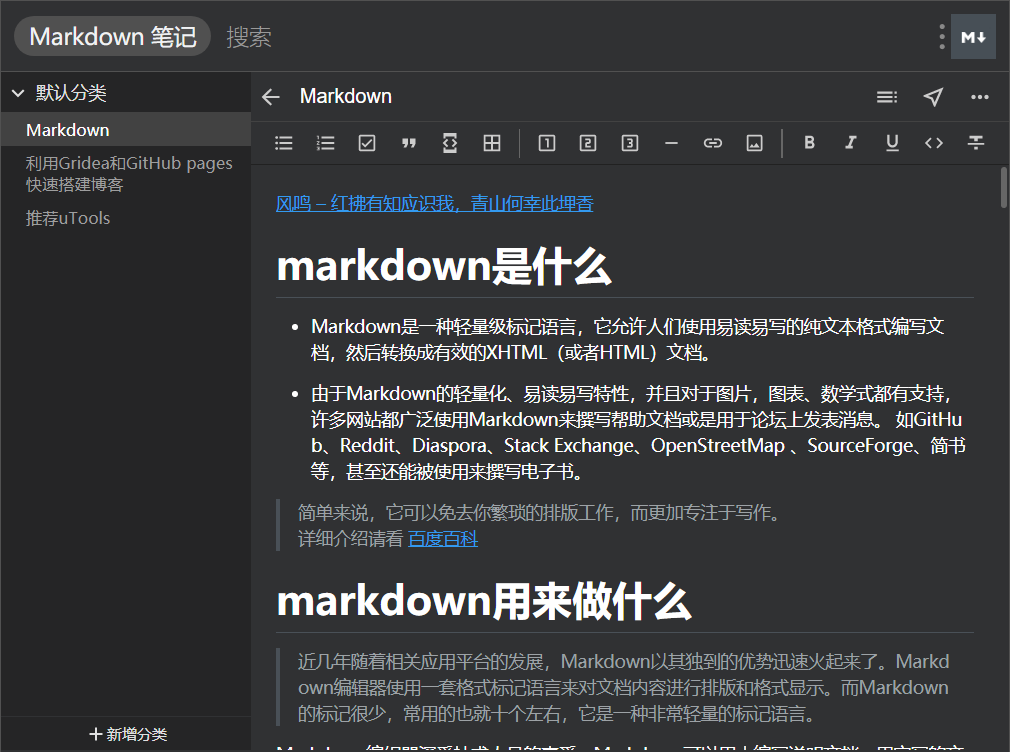 Markdown 笔记 搜索
M↓
默认分类
Markdown
利用Gridea和GitHub pages
快速搭建博客
推荐uTools
新增分类
Markdown
1 2 3 B I U
风鸣 – 红拂有知应识我，青山何幸此埋香
markdown是什么
Markdown是一种轻量级标记语言，它允许人们使用易读易写的纯文本格式编写文
档，然后转换成有效的XHTML（或者HTML）文档。
由于Markdown的轻量化、易读易写特性，并且对于图片，图表、数学式都有支持，
许多网站都广泛使用Markdown来撰写帮助文档或是用于论坛上发表消息。 如GitHu
b、Reddit、Diaspora、Stack Exchange、OpenStreetMap 、SourceForge、简书
等，甚至还能被使用来撰写电子书。
简单来说，它可以免去你繁琐的排版工作，而更加专注于写作。
详细介绍请看 百度百科
markdown用来做什么
近几年随着相关应用平台的发展，Markdown以其独到的优势迅速火起来了。Markd
own编辑器使用一套格式标记语言来对文档内容进行排版和格式显示。而Markdown
的标记很少，常用的也就十个左右，它是一种非常轻量的标记语言。